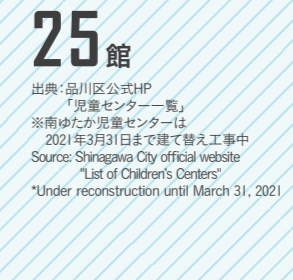 25館
出典:品川区公式HP
「児童センター一覧」
※南ゆたか児童センターは
2021年3月31日まで建て替え工事中
Source: Shinagawa City official website
"List of Children's Centers"
*Under reconstruction until March 31, 2021